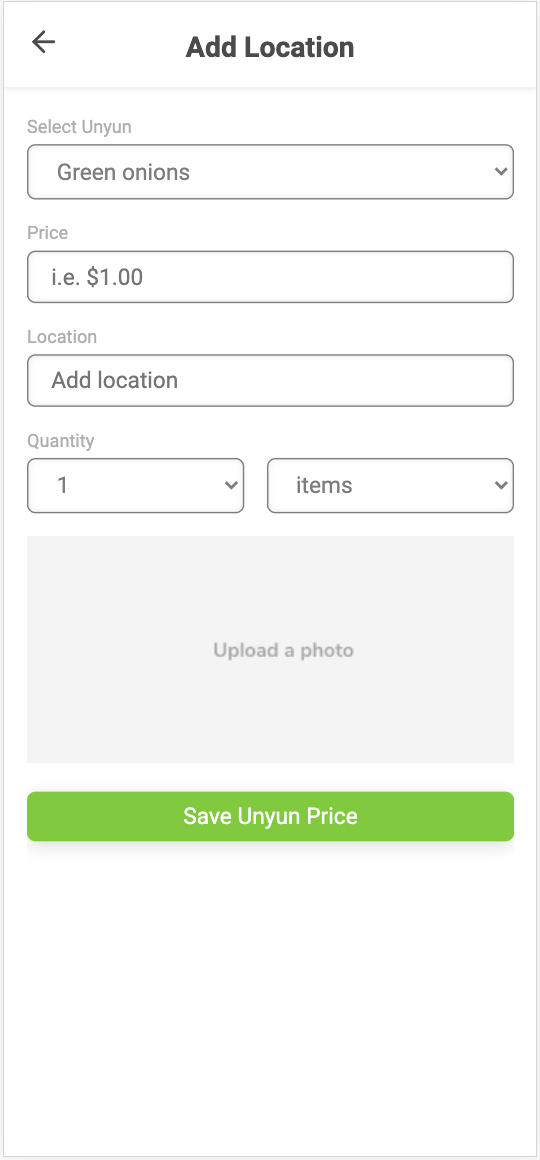 Add Location
Select Unyun
Green onions
Price
i.e. $1.00
Location
Add location
Quantity
1 items
Upload a photo
Save Unyun Price